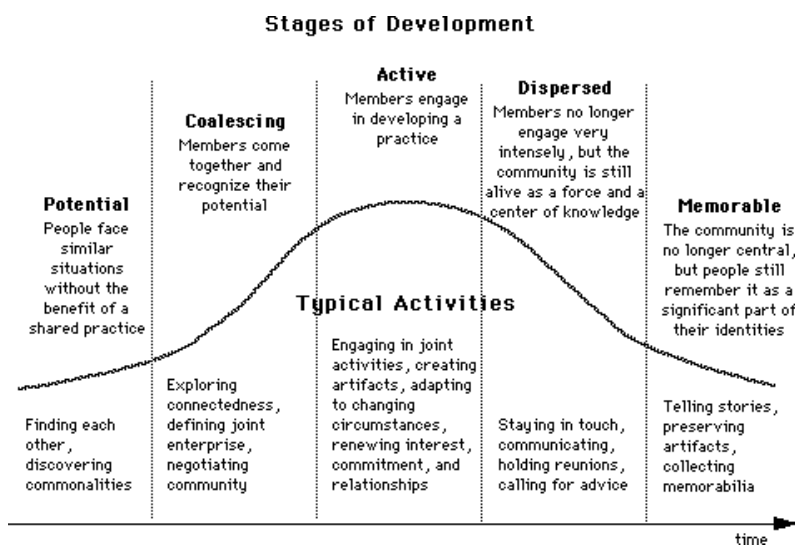 Stages of Development
Potential
People face
similar
situations
without the
benefit of a
shared practice
Coalescing
Members come
together and
recognize their
potential
Active
Members engage
in developing a
practice
Dispersed
Members no longer
engage very
intensely, but the
community is still
alive as a force and a
center of knowledge
Memorable
The community is
no longer central,
but people still
remember it as a
significant part of
their identities
Typical Activities
Finding each
other,
discovering
commonalities
Exploring
connectedness,
defining joint
enterprise,
negotiating
community
Engaging in joint
activities, creating
artifacts, adapting
to changing
circumstances,
renewing interest,
commitment, and
relationships
Staying in touch,
communicating,
holding reunions,
calling for advice
Telling stories,
preserving
artifacts,
collecting
memorabilia
time